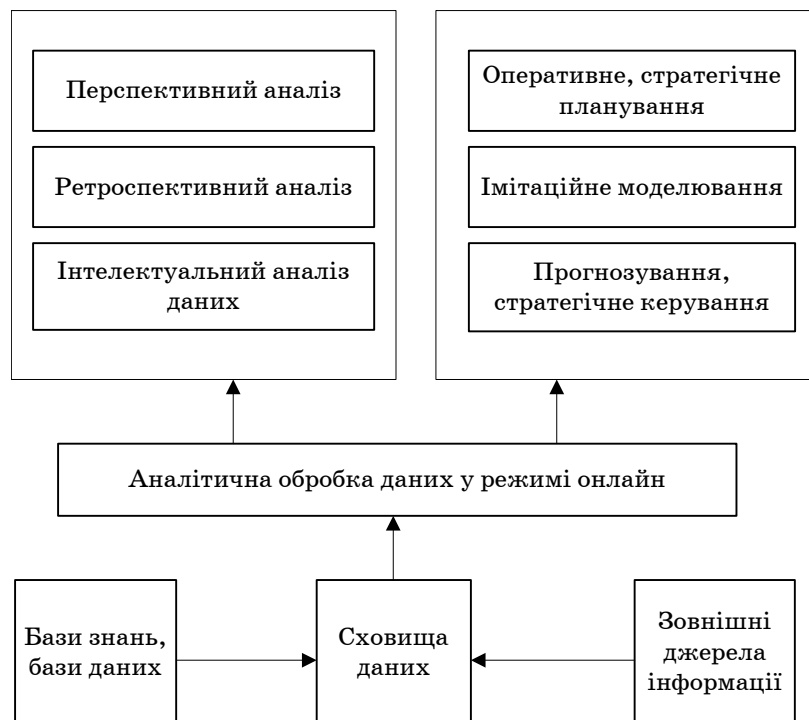 Перспективний аналіз
Ретроспективний аналіз
Інтелектуальний аналіз
даних
Оперативне, стратегічне
планування
Імітаційне моделювання
Прогнозування,
стратегічне керування
Аналітична обробка даних у режимі онлайн
Бази знань,
бази даних
Сховища
даних
Зовнішні
джерела
інформації